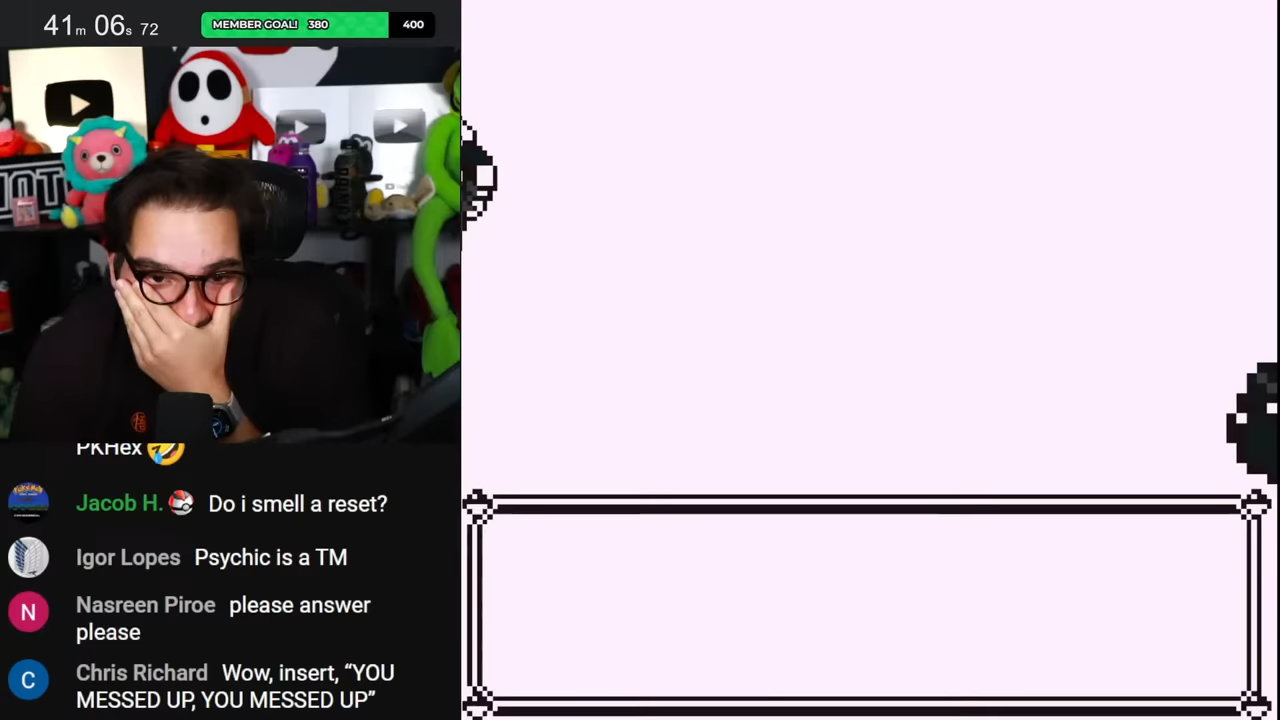 41m 06s 72
MEMBER GOAL! 380
400
PKHex
Jacob H. Do i smell a reset?
Igor Lopes Psychic is a TM
N
Nasreen Piroe please answer
please
C
Chris Richard Wow, insert, “YOU
MESSED UP, YOU MESSED UP”